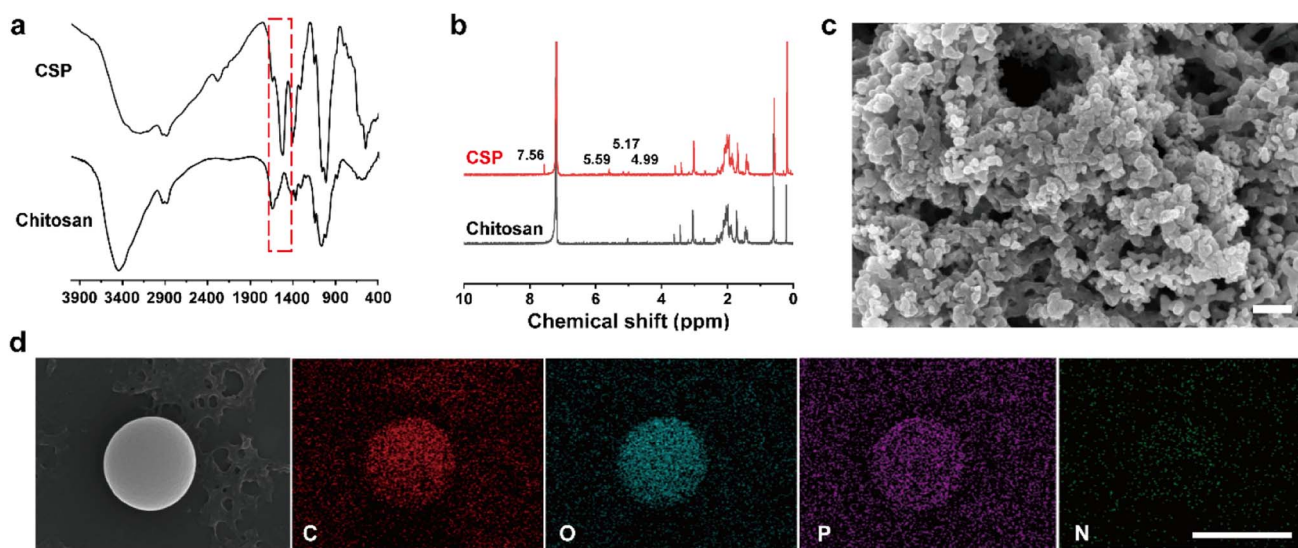 a
CSP
Chitosan
3900 3400 2900 2400 1900 1400 900 400
b
CSP
7.56
5.59
5.17
4.99
Chitosan
10 8 6 4 2 0
Chemical shift (ppm)
c
d
C
O
P
N